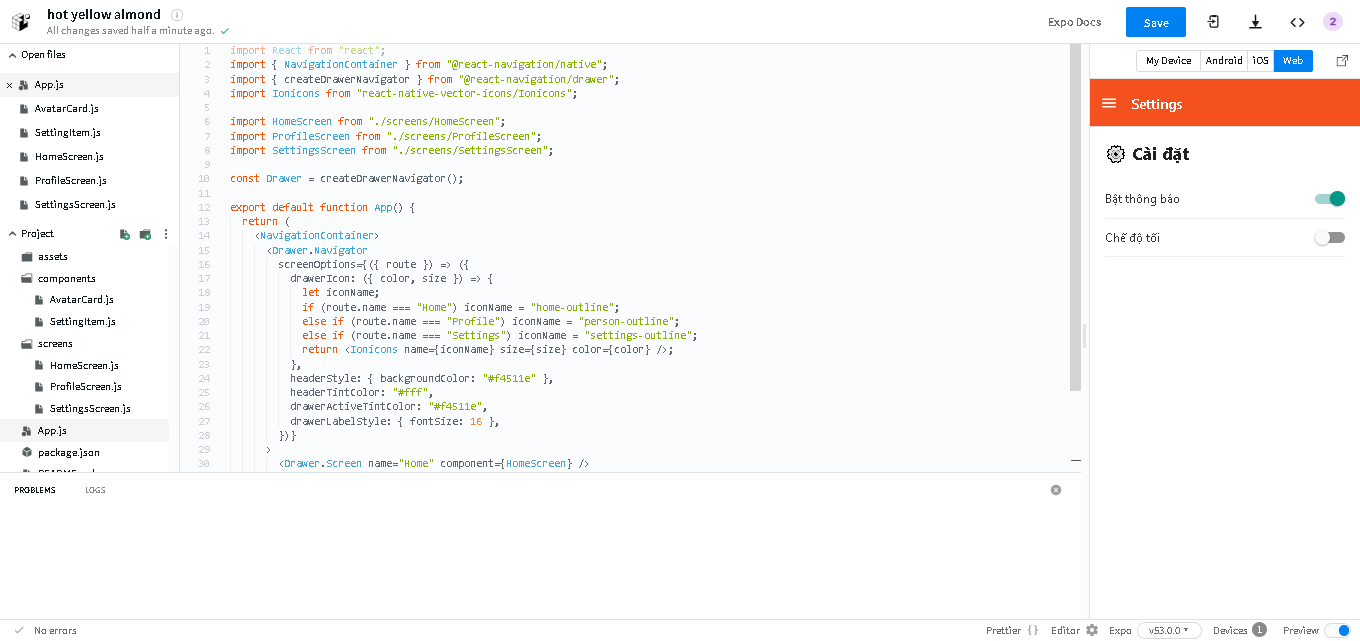 hot yellow almond
All changes saved half a minute ago.
Expo Docs
Save
2
Open files
App.js
AvatarCard.js
SettingItem.js
HomeScreen.js
ProfileScreen.js
SettingsScreen.js
Project
assets
components
AvatarCard.js
SettingItem.js
screens
HomeScreen.js
ProfileScreen.js
SettingsScreen.js
App.js
package.json
1 import React from "react";
2 import { NavigationContainer } from "@react-navigation/native";
3 import { createDrawerNavigator } from "@react-navigation/drawer";
4 import Ionicons from "react-native-vector-icons/Ionicons";
5
6 import HomeScreen from "./screens/HomeScreen";
7 import ProfileScreen from "./screens/ProfileScreen";
8 import SettingsScreen from "./screens/SettingsScreen";
9
10 const Drawer = createDrawerNavigator();
11
12 export default function App() {
13 return (
14 <NavigationContainer>
15 <Drawer.Navigator
16 screenOptions={({ route }) => ({
17 drawerIcon: ({ color, size }) => {
18 let iconName;
19 if (route.name === "Home") iconName = "home-outline";
20 else if (route.name === "Profile") iconName = "person-outline";
21 else if (route.name === "Settings") iconName = "settings-outline";
22 return <Ionicons name={iconName} size={size} color={color} />;
23 },
24 headerStyle: { backgroundColor: "#f4511e" },
25 headerTintColor: "#fff",
26 drawerActiveTintColor: "#f4511e",
27 drawerLabelStyle: { fontSize: 16 },
28 })}
29 >
30 <Drawer.Screen name="Home" component={HomeScreen} />
My Device Android iOS Web
Settings
Cài đặt
Bật thông báo
Chế độ tối
PROBLEMS LOGS
No errors
Prettier {} Editor Expo v53.0.0 Devices 1 Preview